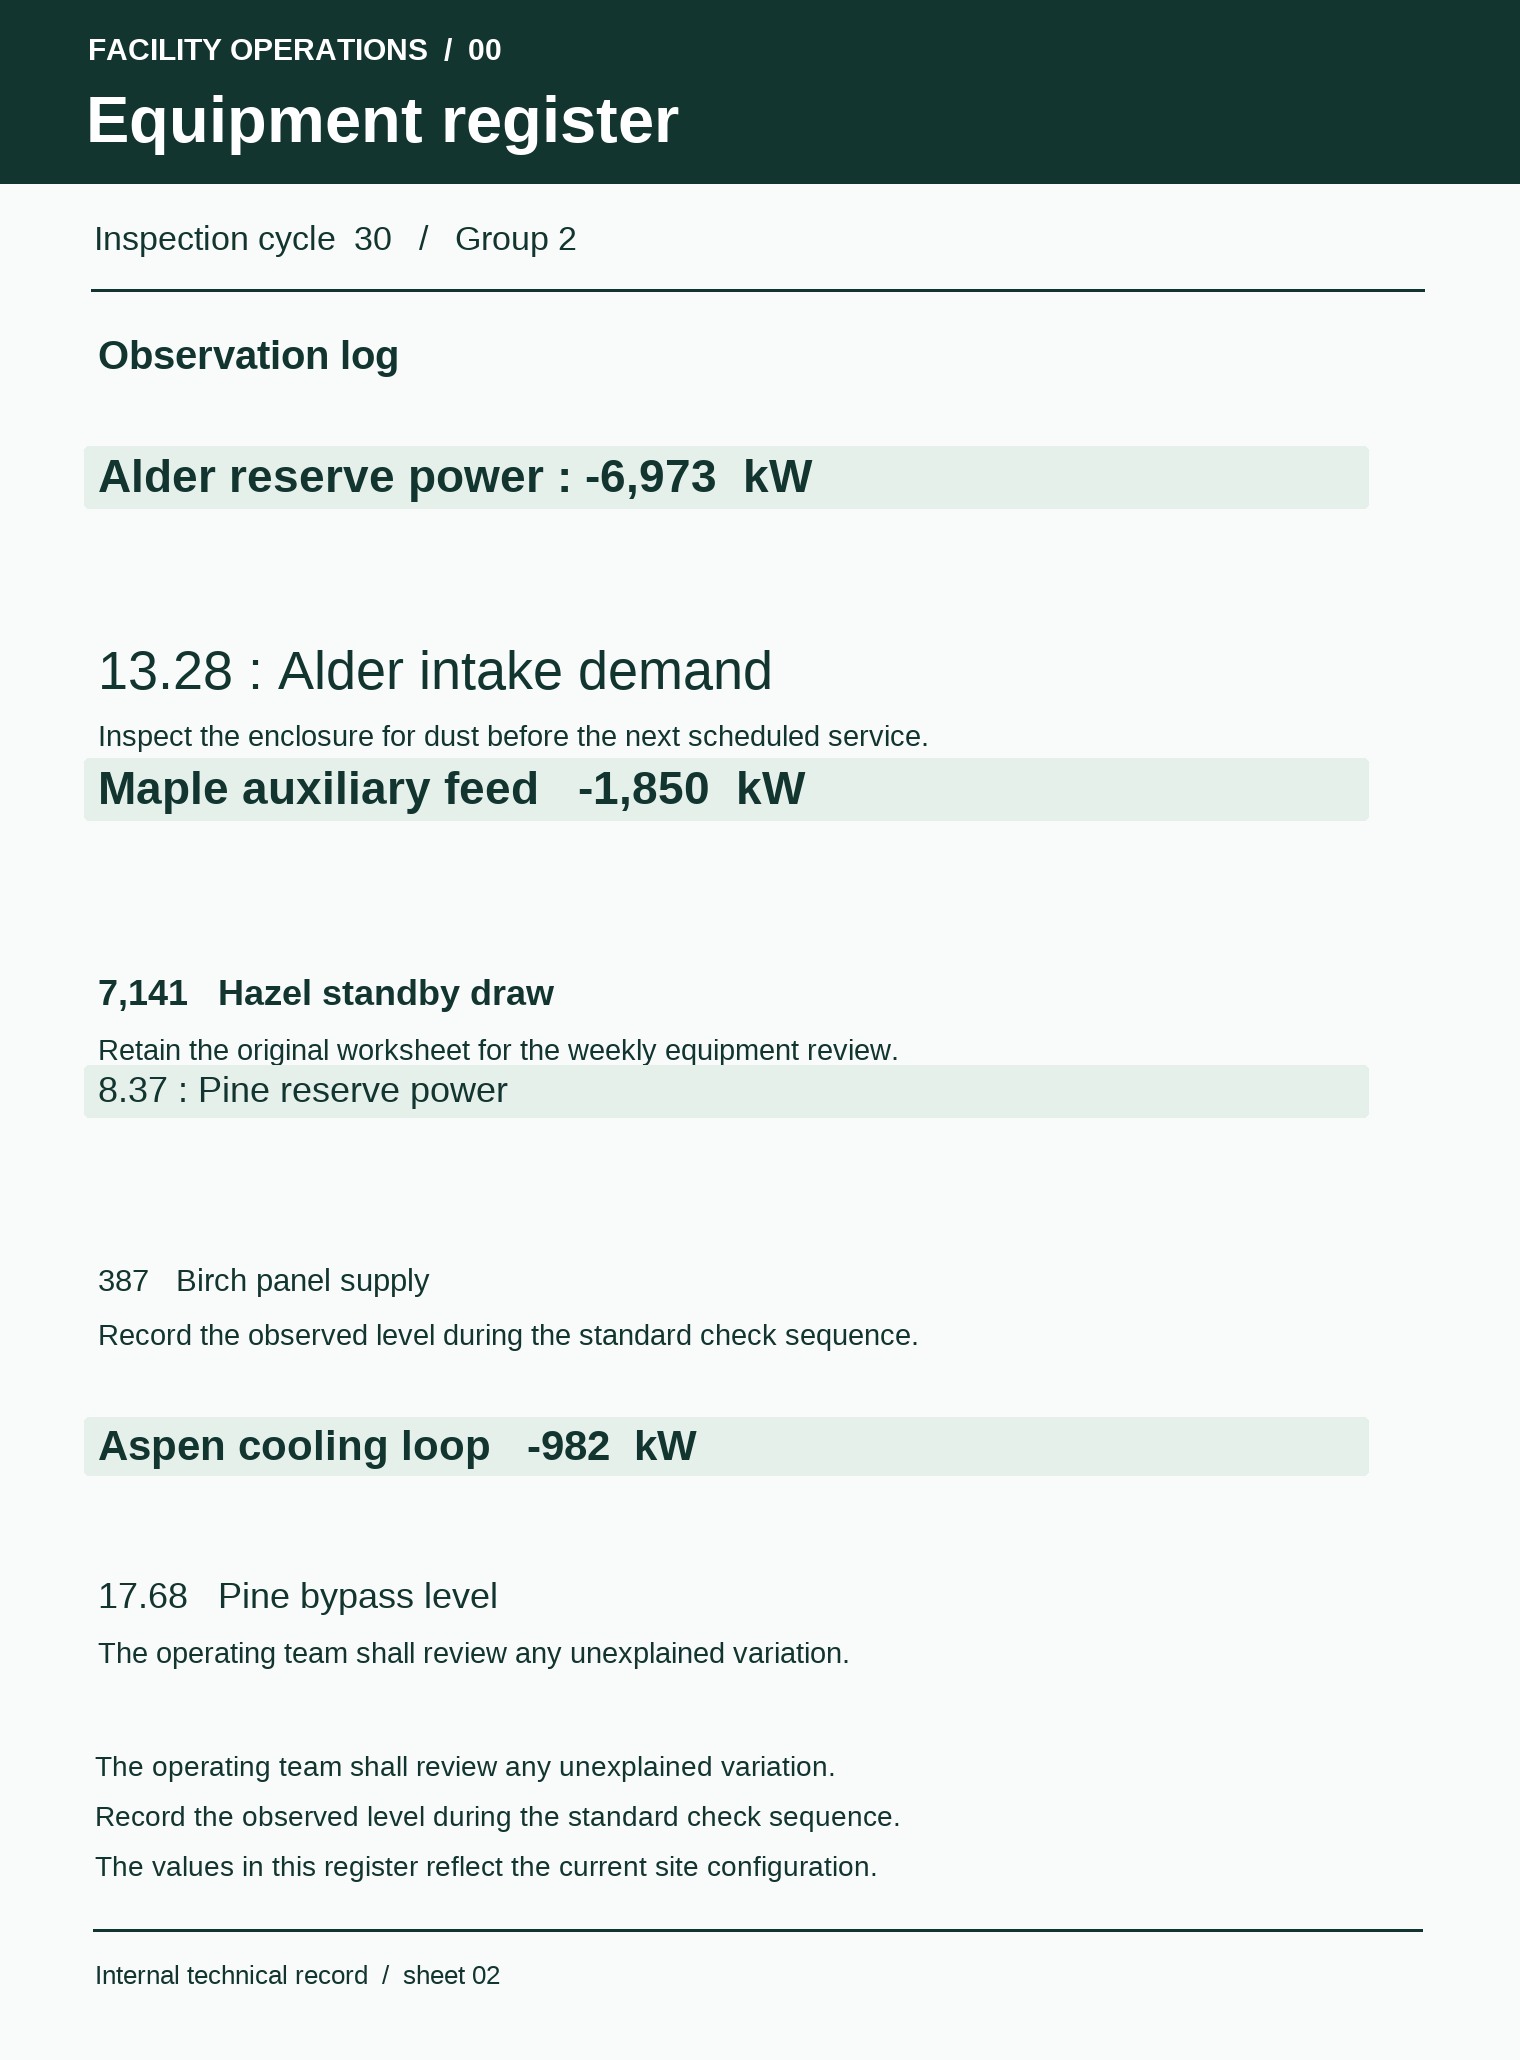 FACILITY OPERATIONS / 00
Equipment register
Inspection cycle 30 / Group 2
Observation log
Alder reserve power : -6,973 kW
13.28 : Alder intake demand
Inspect the enclosure for dust before the next scheduled service.
Maple auxiliary feed -1,850 kW
7,141 Hazel standby draw
Retain the original worksheet for the weekly equipment review.
8.37 : Pine reserve power
387 Birch panel supply
Record the observed level during the standard check sequence.
Aspen cooling loop -982 kW
17.68 Pine bypass level
The operating team shall review any unexplained variation.
The operating team shall review any unexplained variation.
Record the observed level during the standard check sequence.
The values in this register reflect the current site configuration.
Internal technical record / sheet 02